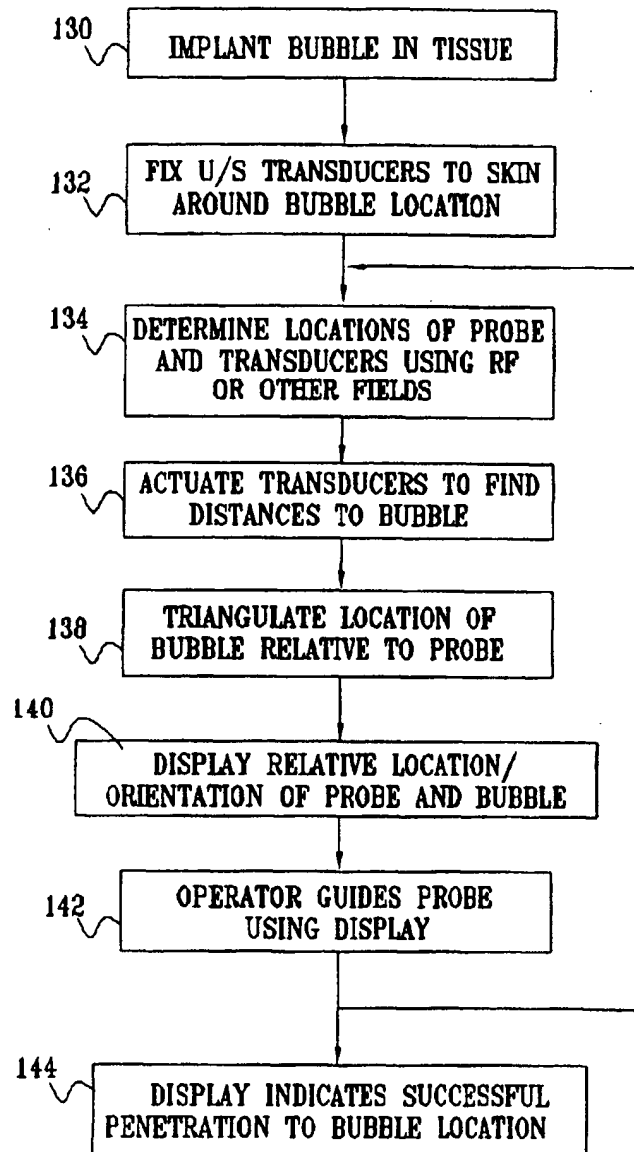 130
IMPLANT BUBBLE IN TISSUE
132
FIX U/S TRANSDUCERS TO SKIN
AROUND BUBBLE LOCATION
134
DETERMINE LOCATIONS OF PROBE
AND TRANSDUCERS USING RF
OR OTHER FIELDS
136
ACTUATE TRANSDUCERS TO FIND
DISTANCES TO BUBBLE
138
TRIANGULATE LOCATION OF
BUBBLE RELATIVE TO PROBE
140
DISPLAY RELATIVE LOCATION/
ORIENTATION OF PROBE AND BUBBLE
142
OPERATOR GUIDES PROBE
USING DISPLAY
144
DISPLAY INDICATES SUCCESSFUL
PENETRATION TO BUBBLE LOCATION